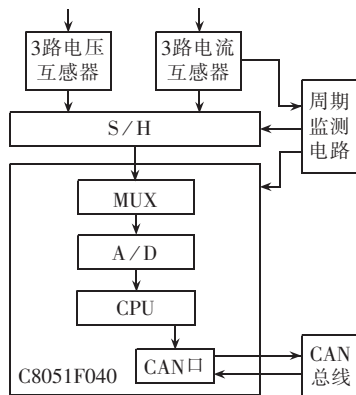 3路电压
互感器
3路电流
互感器
周期
监测
电路
S/H
MUX
A/D
CPU
CAN口
C8051F040
CAN
总线